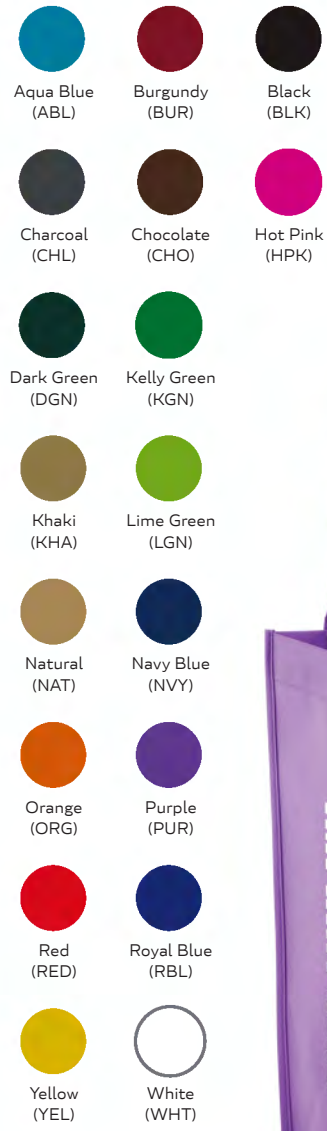 Aqua Blue
(ABL)
Burgundy
(BUR)
Black
(BLK)
Charcoal
(CHL)
Chocolate
(CHO)
Hot Pink
(HPK)
Dark Green
(DGN)
Kelly Green
(KGN)
Khaki
(KHA)
Lime Green
(LGN)
Natural
(NAT)
Navy Blue
(NVY)
Orange
(ORG)
Purple
(PUR)
Red
(RED)
Royal Blue
(RBL)
Yellow
(YEL)
White
(WHT)